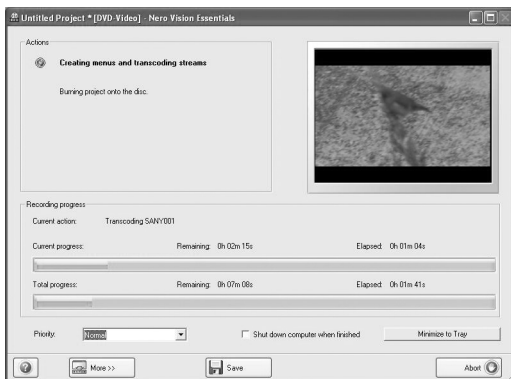 Untitled Project * [DVD-Video] - Nero Vision Essentials
Actions
Creating menus and transcoding streams
Burning project onto the disc.
Recording progress
Current action: Transcoding SANY001
Current progress: Remaining: 0h 02m 15s Elapsed: 0h 01m 04s
Total progress: Remaining: 0h 07m 08s Elapsed: 0h 01m 41s
Priority: Normal Shut down computer when finished Minimize to Tray
More >> Save Abort